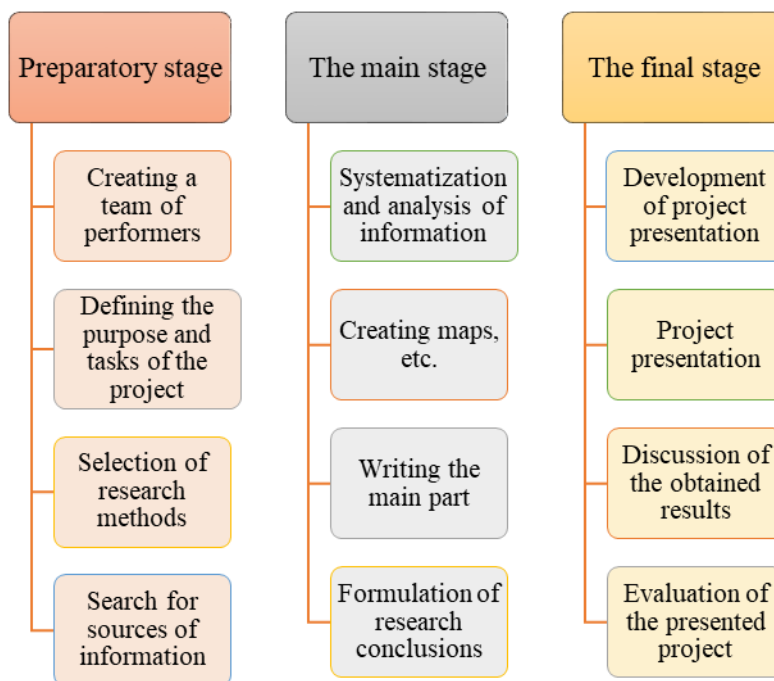 Preparatory stage
Creating a
team of
performers
Defining the
purpose and
tasks of the
project
Selection of
research
methods
Search for
sources of
information
The main stage
Systematization
and analysis of
information
Creating maps,
etc.
Writing the
main part
Formulation of
research
conclusions
The final stage
Development
of project
presentation
Project
presentation
Discussion of
the obtained
results
Evaluation of
the presented
project